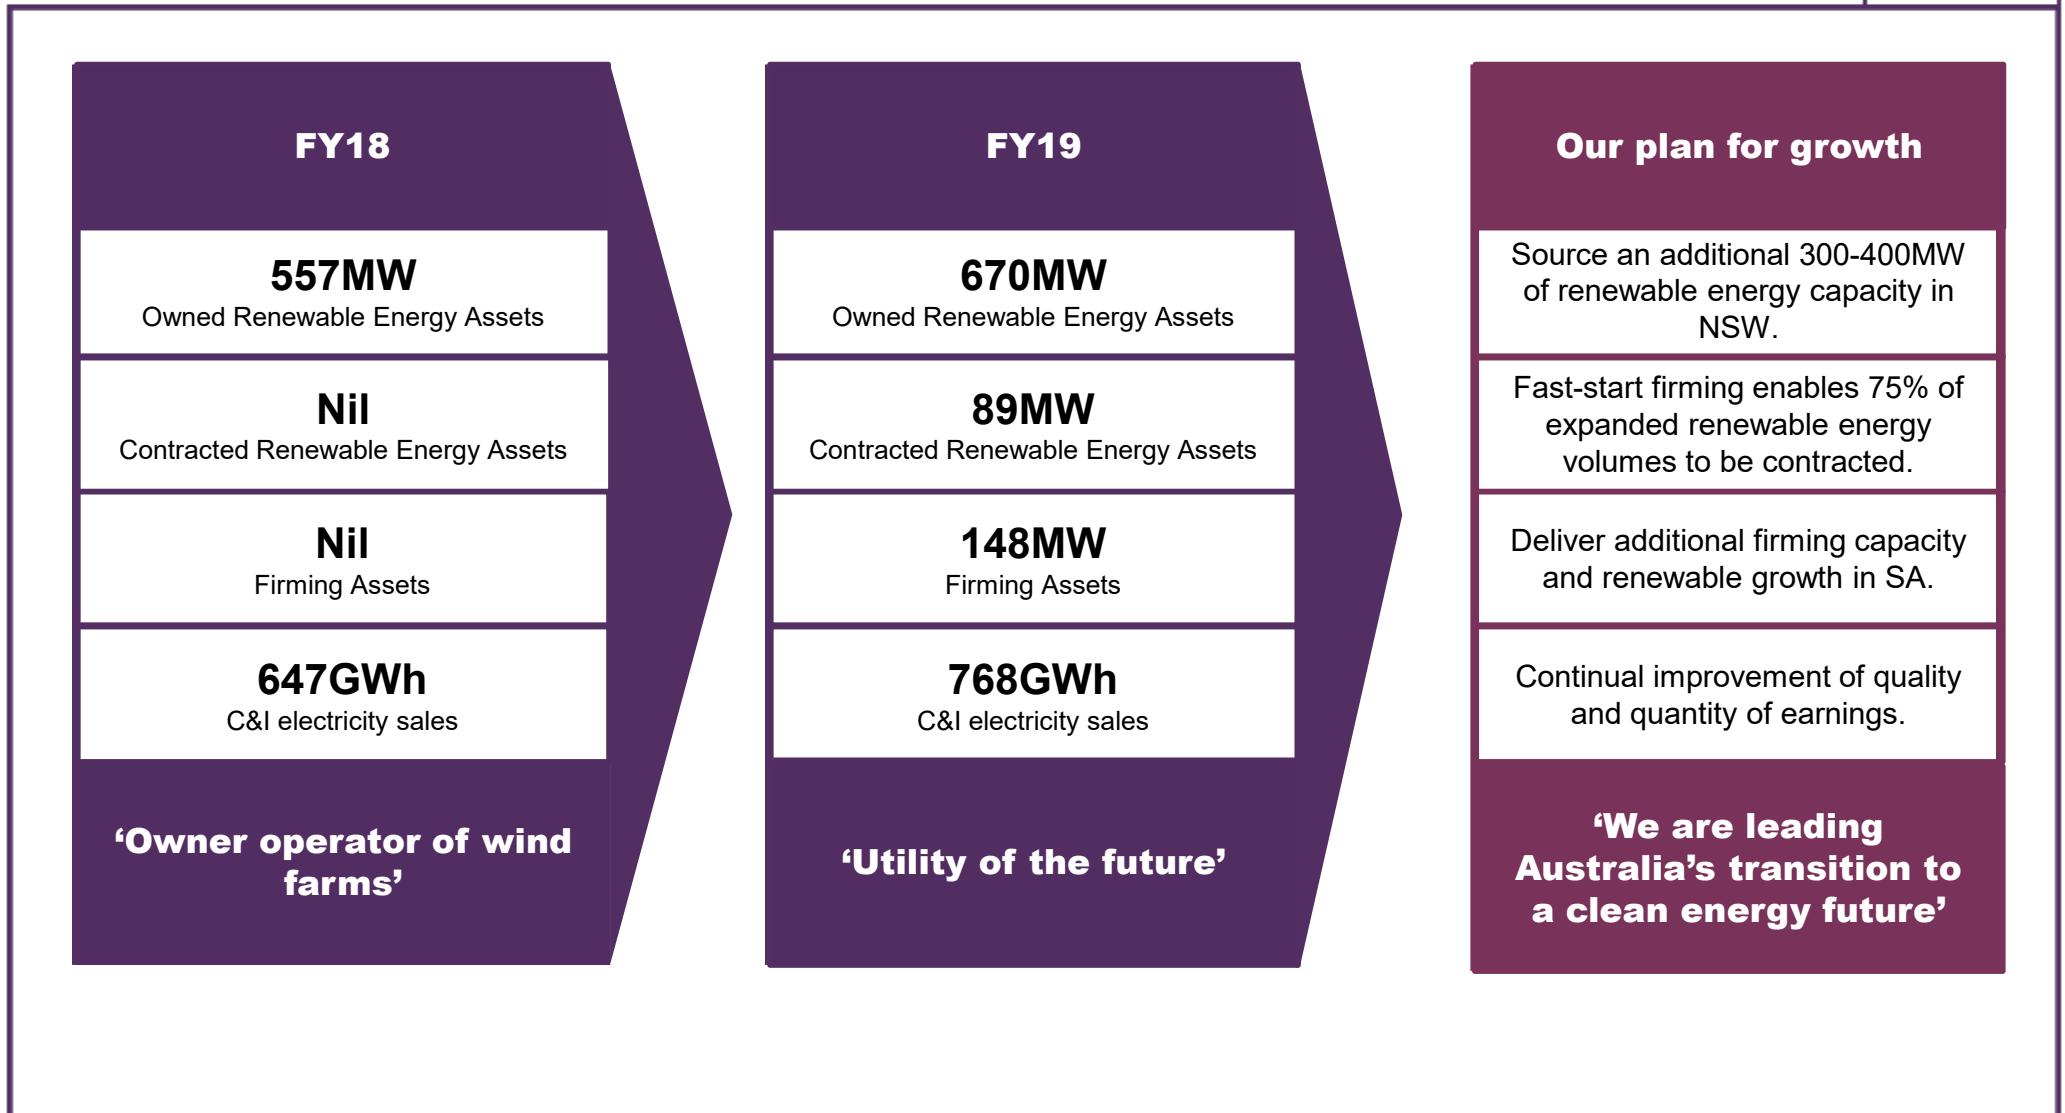 FY18
557MW
Owned Renewable Energy Assets
Nil
Contracted Renewable Energy Assets
Nil
Firming Assets
647GWh
C&I electricity sales
‘Owner operator of wind
farms’
FY19
670MW
Owned Renewable Energy Assets
89MW
Contracted Renewable Energy Assets
148MW
Firming Assets
768GWh
C&I electricity sales
‘Utility of the future’
Our plan for growth
Source an additional 300-400MW
of renewable energy capacity in
NSW.
Fast-start firming enables 75% of
expanded renewable energy
volumes to be contracted.
Deliver additional firming capacity
and renewable growth in SA.
Continual improvement of quality
and quantity of earnings.
‘We are leading
Australia’s transition to
a clean energy future’